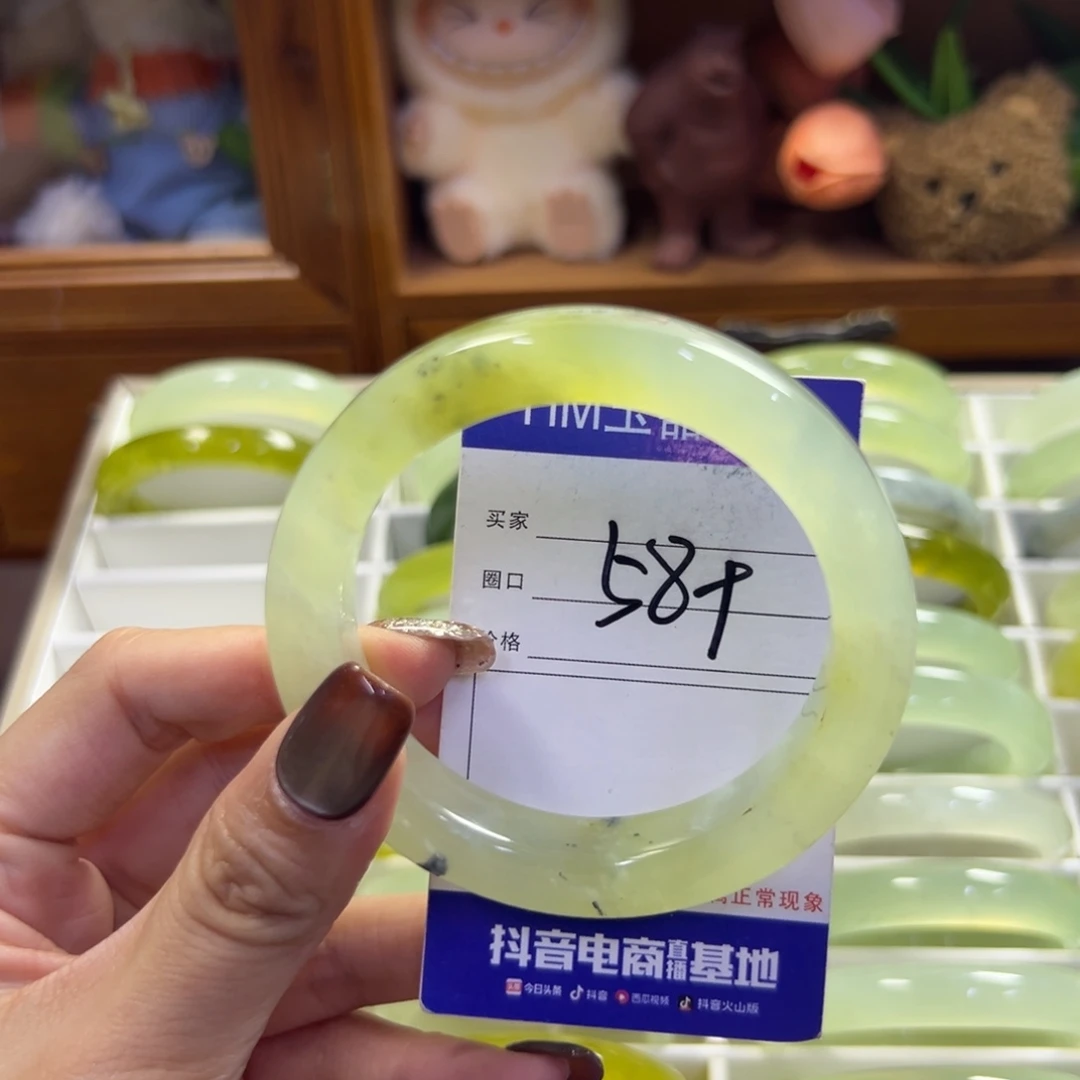 买家
圈口 58+
价格
正常现象
抖音电商直播基地
今日头条 抖音 西瓜视频 抖音火山版